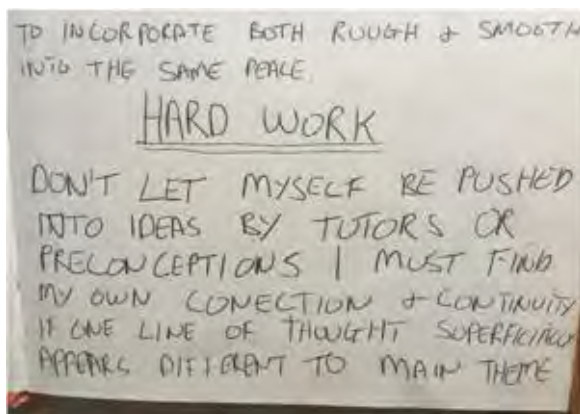 TO INCORPORATE BOTH ROUGH & SMOOTH
INTO THE SAME PEACE.
HARD WORK
DON'T LET MYSELF BE PUSHED
INTO IDEAS BY TUTORS OR
PRECONCEPTIONS I MUST FIND
MY OWN CONECTION & CONTINUITY
IF ONE LINE OF THOUGHT
APPEARS DIFFERENT TO MAIN THEME